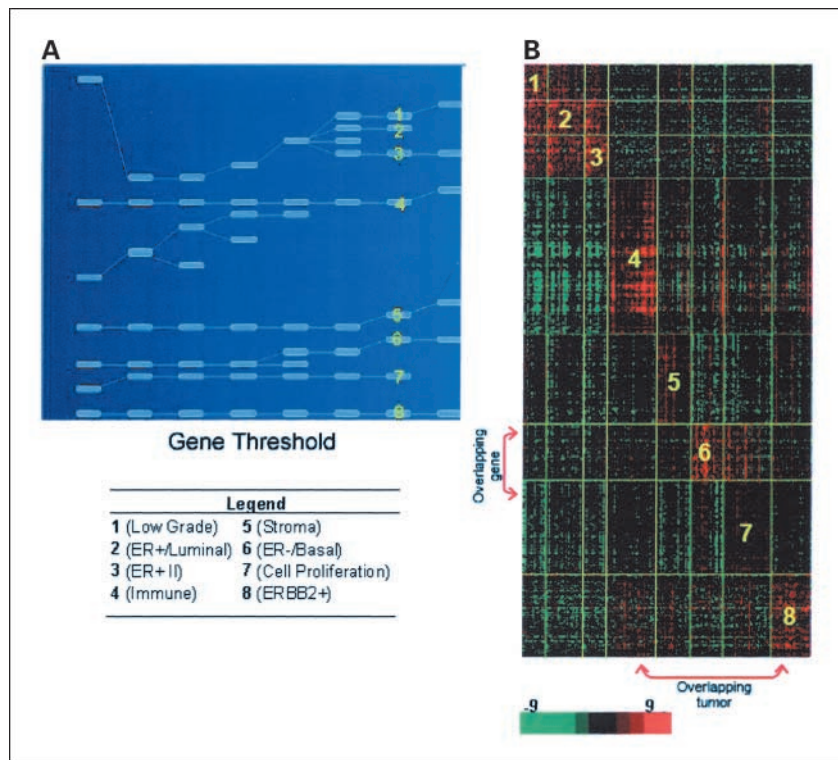 A
B
1
2
3
4
5
6
7
8
Gene Threshold
Legend
1 (Low Grade) 5 (Stroma)
2 (ER+/Luminal) 6 (ER-/Basal)
3 (ER+ II) 7 (Cell Proliferation)
4 (Immune) 8 (ERBB2+)
1
2
3
4
5
6
7
8
Overlapping
gene
Overlapping
tumor
-9 9